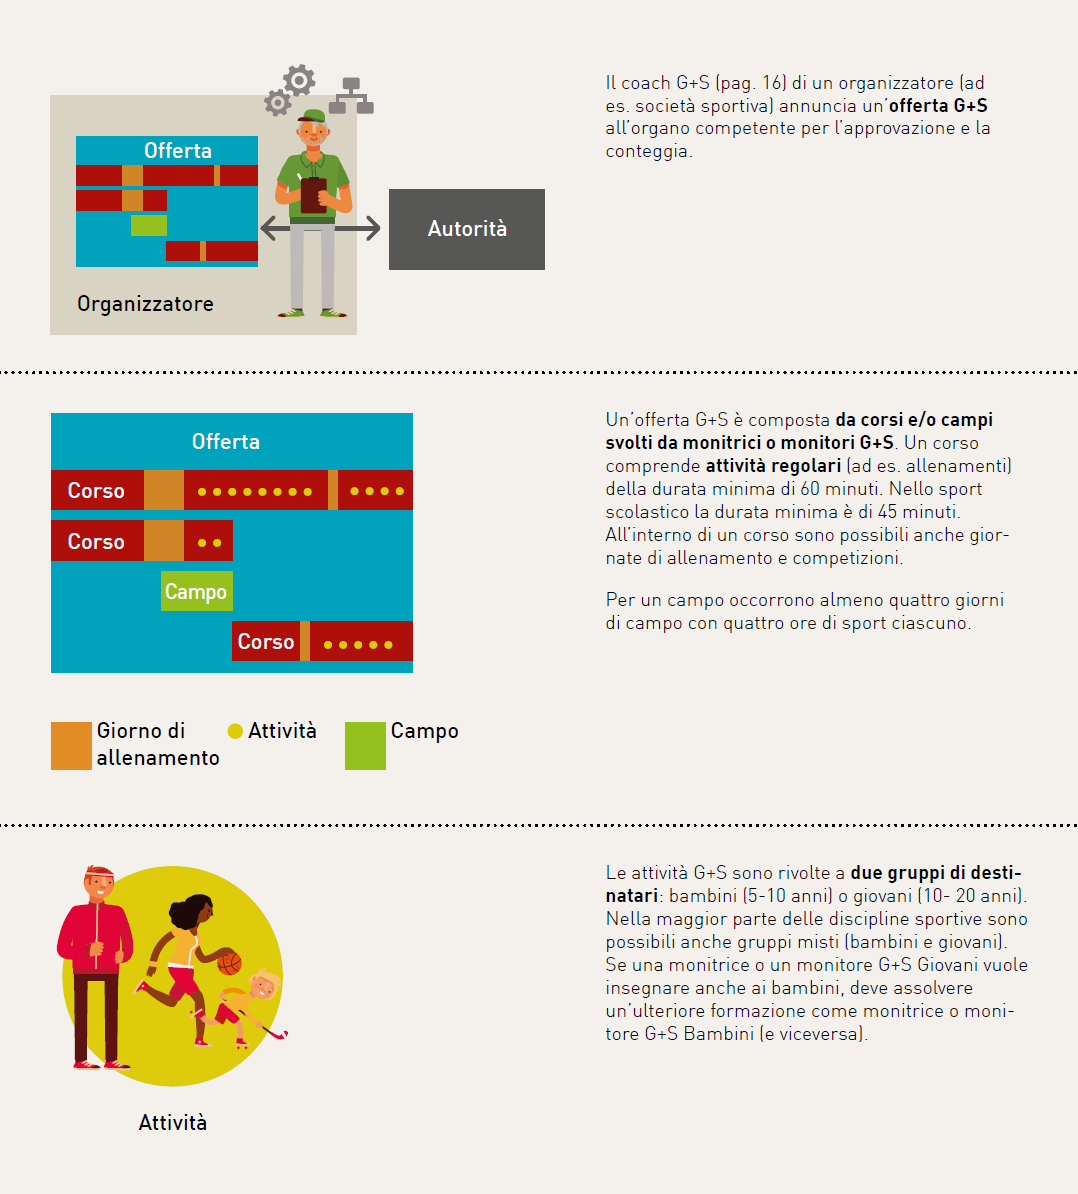 Offerta
Organizzatore
Autorità
Il coach G+S (pag. 16) di un organizzatore (ad
es. società sportiva) annuncia un’offerta G+S
all’organo competente per l’approvazione e la
conteggia.
Offerta
Corso
Corso
Campo
Corso
Giorno di
allenamento
Attività
Campo
Un’offerta G+S è composta da corsi e/o campi
svolti da monitrici o monitori G+S. Un corso
comprende attività regolari (ad es. allenamenti)
della durata minima di 60 minuti. Nello sport
scolastico la durata minima è di 45 minuti.
All’interno di un corso sono possibili anche gior-
nate di allenamento e competizioni.
Per un campo occorrono almeno quattro giorni
di campo con quattro ore di sport ciascuno.
Attività
Le attività G+S sono rivolte a due gruppi di desti-
natari: bambini (5-10 anni) o giovani (10- 20 anni).
Nella maggior parte delle discipline sportive sono
possibili anche gruppi misti (bambini e giovani).
Se una monitrice o un monitore G+S Giovani vuole
insegnare anche ai bambini, deve assolvere
un’ulteriore formazione come monitrice o moni-
tore G+S Bambini (e viceversa).